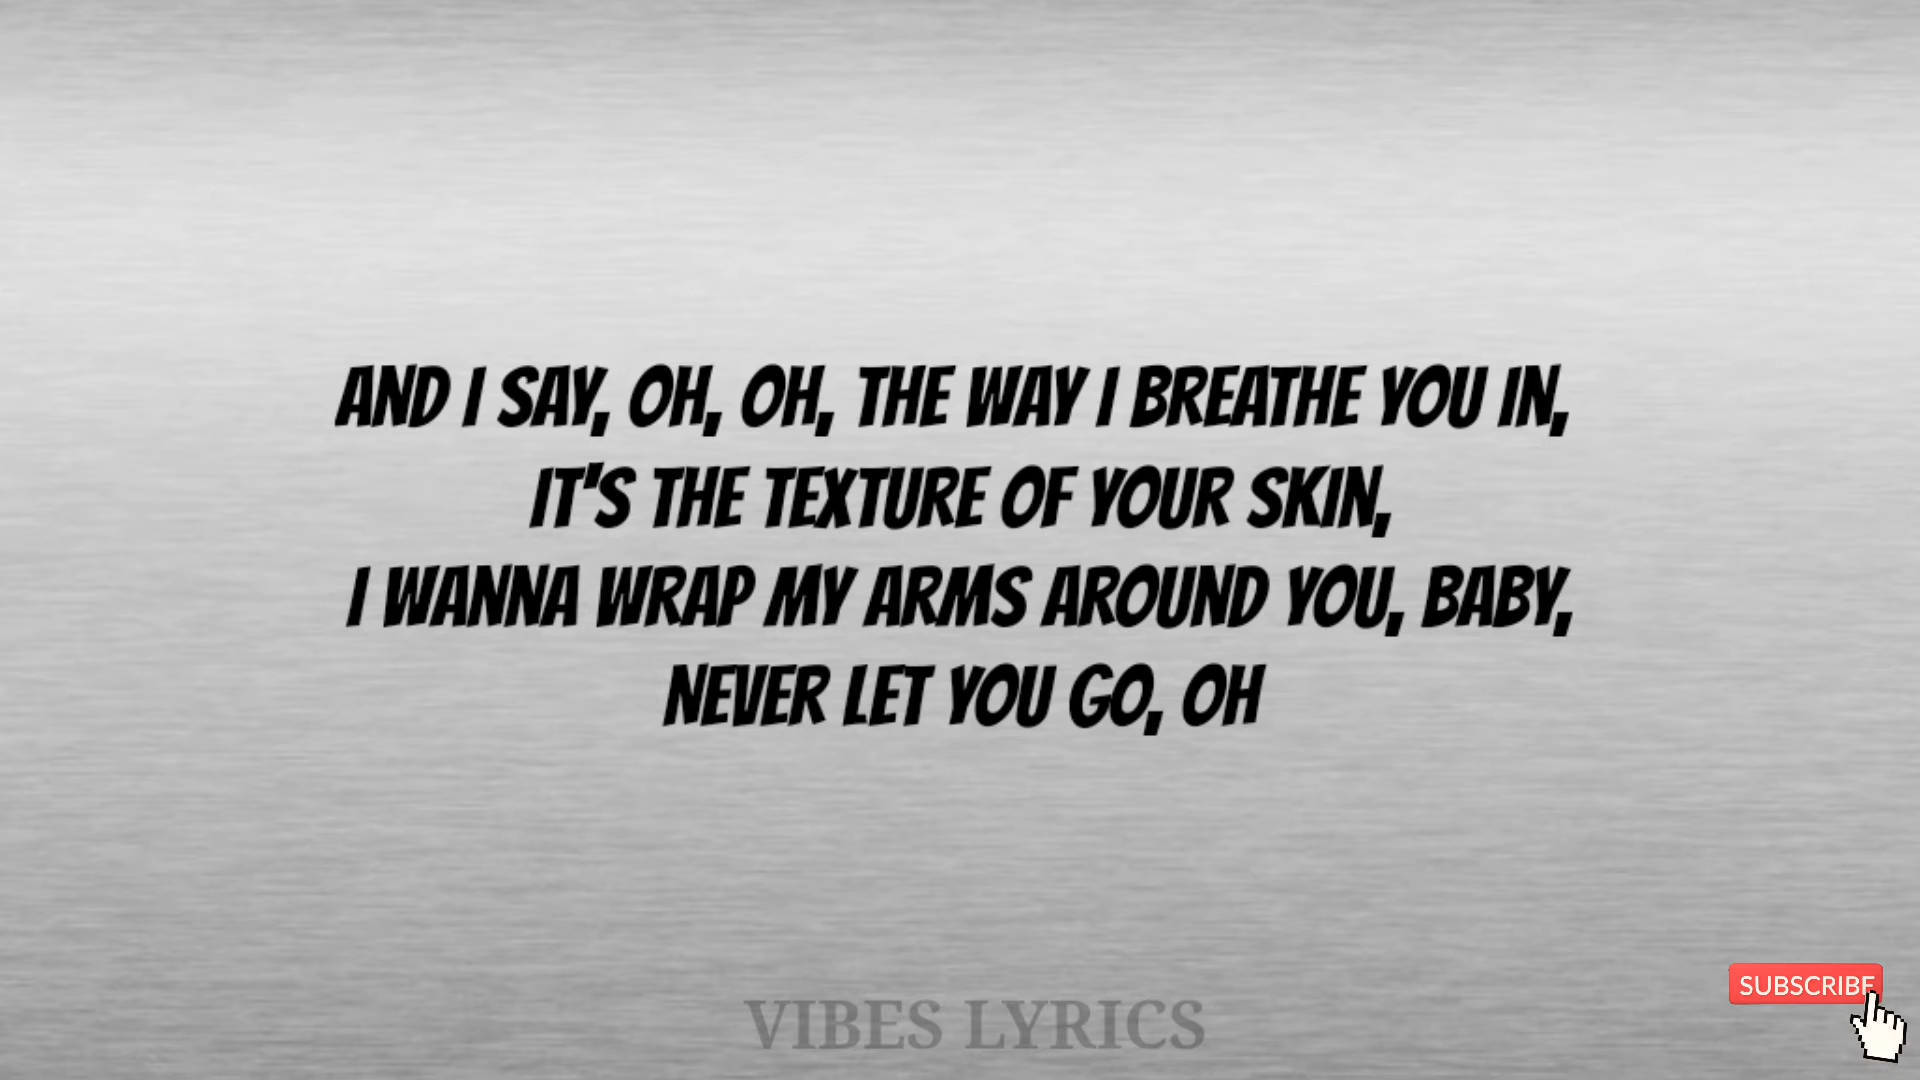 AND I SAY, OH, OH, THE WAY I BREATHE YOU IN,
IT'S THE TEXTURE OF YOUR SKIN,
I WANNA WRAP MY ARMS AROUND YOU, BABY,
NEVER LET YOU GO, OH
SUBSCRIBE
VIBES LYRICS